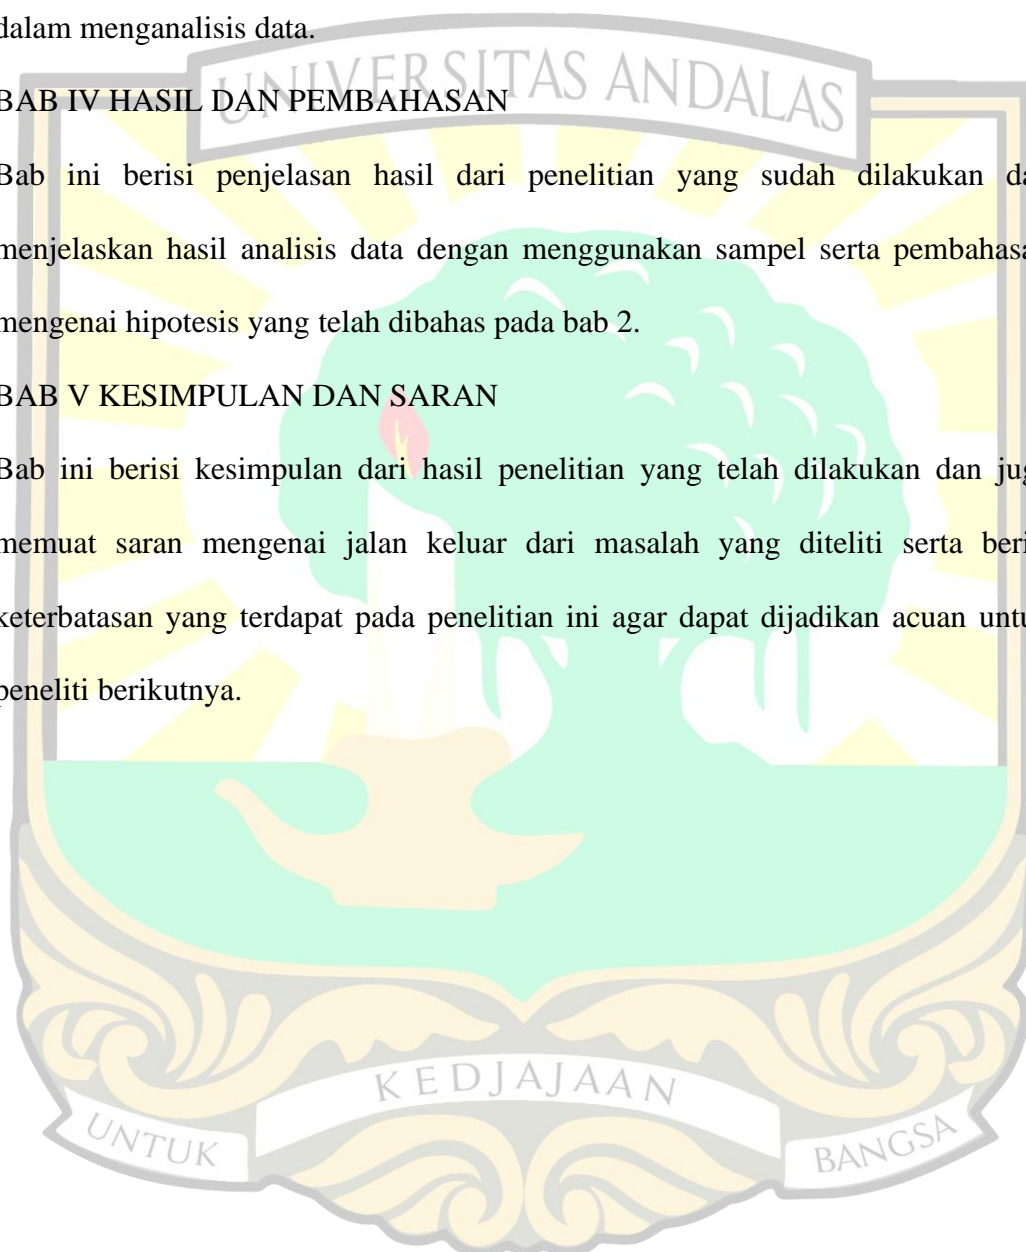 dalam menganalisis data.
UNIVERSITAS ANDALAS
BAB IV HASIL DAN PEMBAHASAN
Bab ini berisi penjelasan hasil dari penelitian yang sudah dilakukan da
menjelaskan hasil analisis data dengan menggunakan sampel serta pembahasa
mengenai hipotesis yang telah dibahas pada bab 2.
BAB V KESIMPULAN DAN SARAN
Bab ini berisi kesimpulan dari hasil penelitian yang telah dilakukan dan jug
memuat saran mengenai jalan keluar dari masalah yang diteliti serta beri
keterbatasan yang terdapat pada penelitian ini agar dapat dijadikan acuan untu
peneliti berikutnya.
UNTUK KEDJAJAAN BANGSA